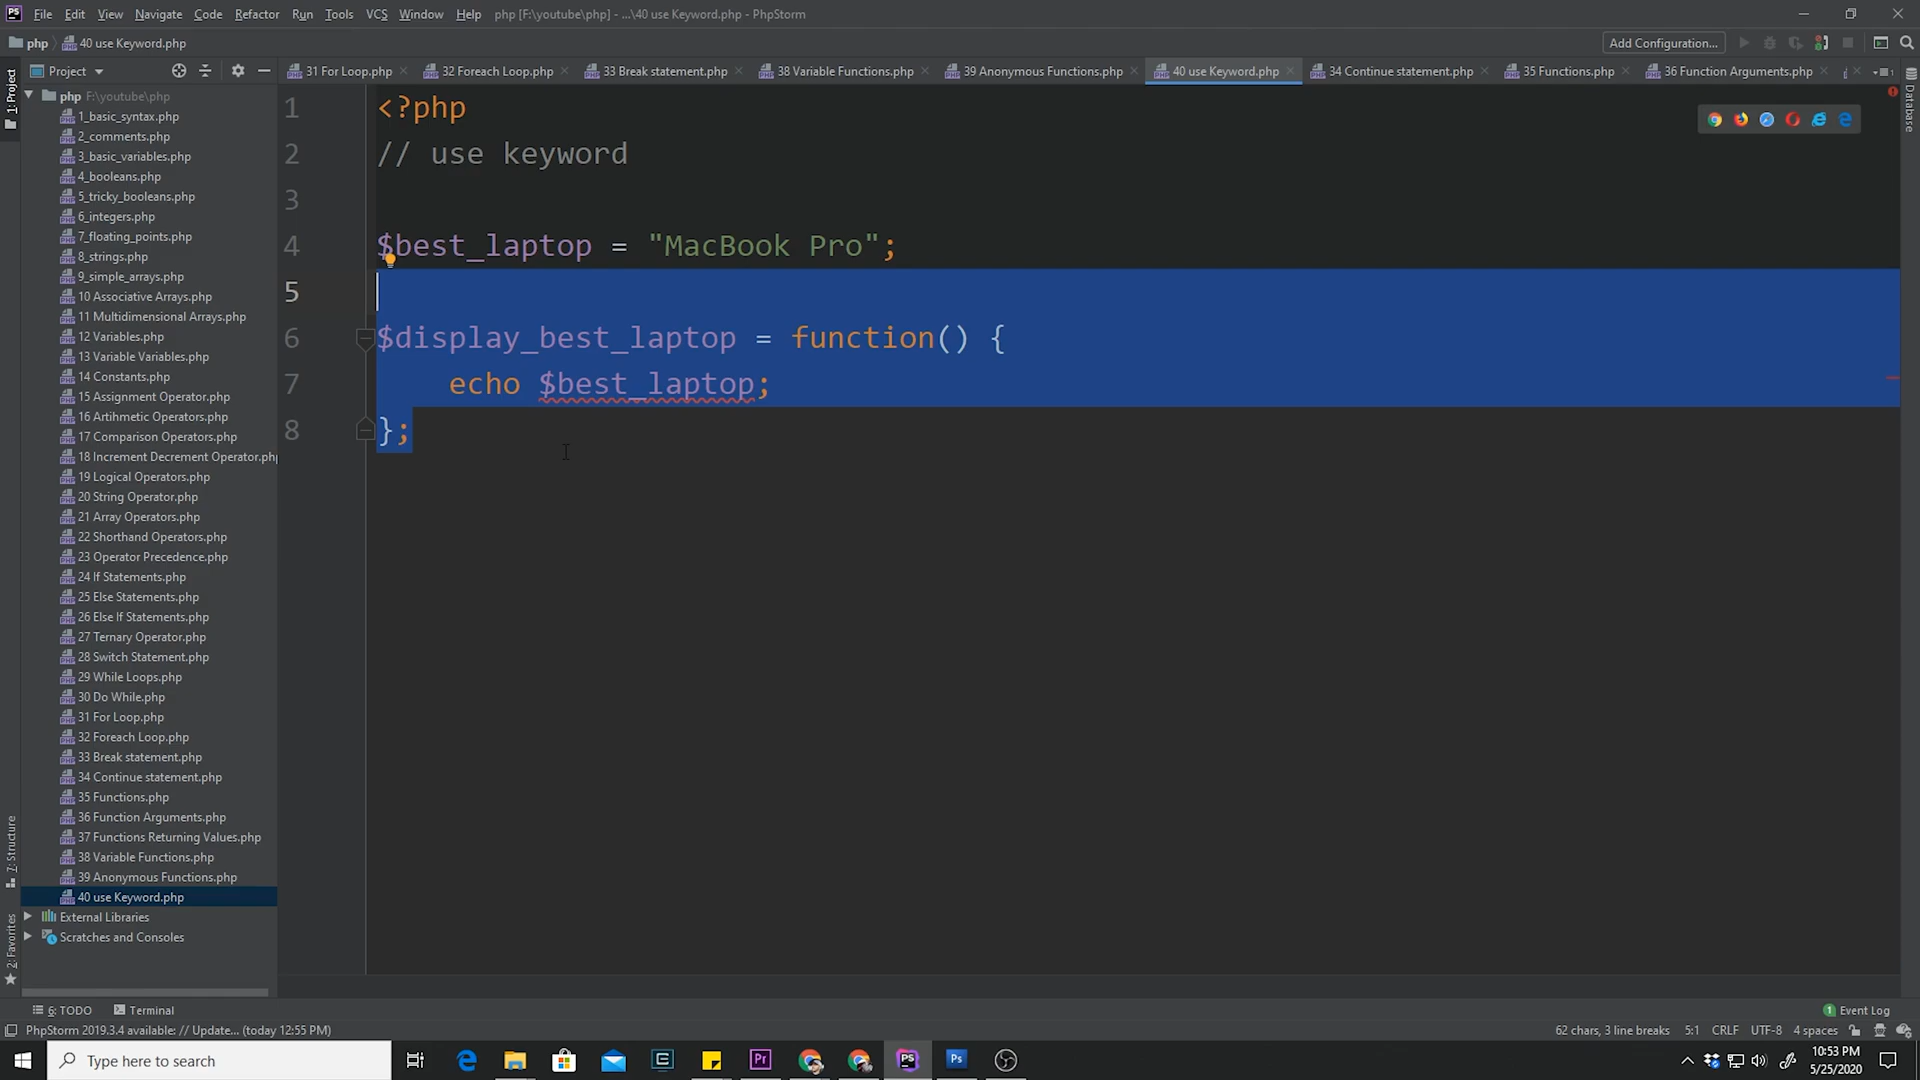 PS File Edit View Navigate Code Refactor Run Tools VCS Window Help php [F:\youtube\php] - ...\40 use Keyword.php - PhpStorm
php 40 use Keyword.php Add Configuration...
1: Project
Project 31 For Loop.php 32 Foreach Loop.php 33 Break statement.php 38 Variable Functions.php 39 Anonymous Functions.php 40 use Keyword.php 34 Continue statement.php 35 Functions.php 36 Function Arguments.php
Database
php F:\youtube\php
1_basic_syntax.php
2_comments.php
3_basic_variables.php
4_booleans.php
5_tricky_booleans.php
6_integers.php
7_floating_points.php
8_strings.php
9_simple_arrays.php
10 Associative Arrays.php
11 Multidimensional Arrays.php
12 Variables.php
13 Variable Variables.php
14 Constants.php
15 Assignment Operator.php
16 Artihmetic Operators.php
17 Comparison Operators.php
18 Increment Decrement Operator.php
19 Logical Operators.php
20 String Operator.php
21 Array Operators.php
22 Shorthand Operators.php
23 Operator Precedence.php
24 If Statements.php
25 Else Statements.php
26 Else If Statements.php
27 Ternary Operator.php
28 Switch Statement.php
29 While Loops.php
30 Do While.php
31 For Loop.php
32 Foreach Loop.php
33 Break statement.php
34 Continue statement.php
35 Functions.php
36 Function Arguments.php
37 Functions Returning Values.php
38 Variable Functions.php
39 Anonymous Functions.php
40 use Keyword.php
External Libraries
Scratches and Consoles
7: Structure
2: Favorites
1 <?php
2 // use keyword
3
4 $best_laptop = "MacBook Pro";
5
6 $display_best_laptop = function() {
7 echo $best_laptop;
8 };
6: TODO Terminal 1 Event Log
PhpStorm 2019.3.4 available: // Update... (today 12:55 PM) 62 chars, 3 line breaks 5:1 CRLF UTF-8 4 spaces
Type here to search Pr PS Ps
10:53 PM
5/25/2020